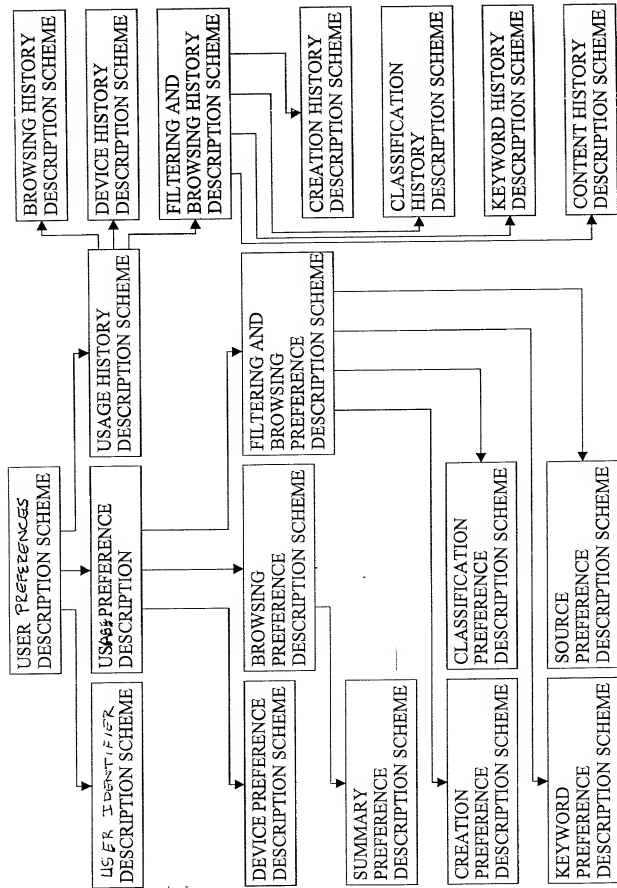 USER PREFERENCES
DESCRIPTION SCHEME
USER IDENTIFIER
DESCRIPTION SCHEME
USAGE PREFERENCE
DESCRIPTION
USAGE HISTORY
DESCRIPTION SCHEME
BROWSING HISTORY
DESCRIPTION SCHEME
DEVICE HISTORY
DESCRIPTION SCHEME
FILTERING AND
BROWSING HISTORY
DESCRIPTION SCHEME
DEVICE PREFERENCE
DESCRIPTION SCHEME
BROWSING
PREFERENCE
DESCRIPTION SCHEME
FILTERING AND
BROWSING
PREFERENCE
DESCRIPTION SCHEME
CREATION HISTORY
DESCRIPTION SCHEME
SUMMARY
PREFERENCE
DESCRIPTION SCHEME
CLASSIFICATION
HISTORY
DESCRIPTION SCHEME
CREATION
PREFERENCE
DESCRIPTION SCHEME
CLASSIFICATION
PREFERENCE
DESCRIPTION SCHEME
KEYWORD HISTORY
DESCRIPTION SCHEME
KEYWORD
PREFERENCE
DESCRIPTION SCHEME
SOURCE
PREFERENCE
DESCRIPTION SCHEME
CONTENT HISTORY
DESCRIPTION SCHEME